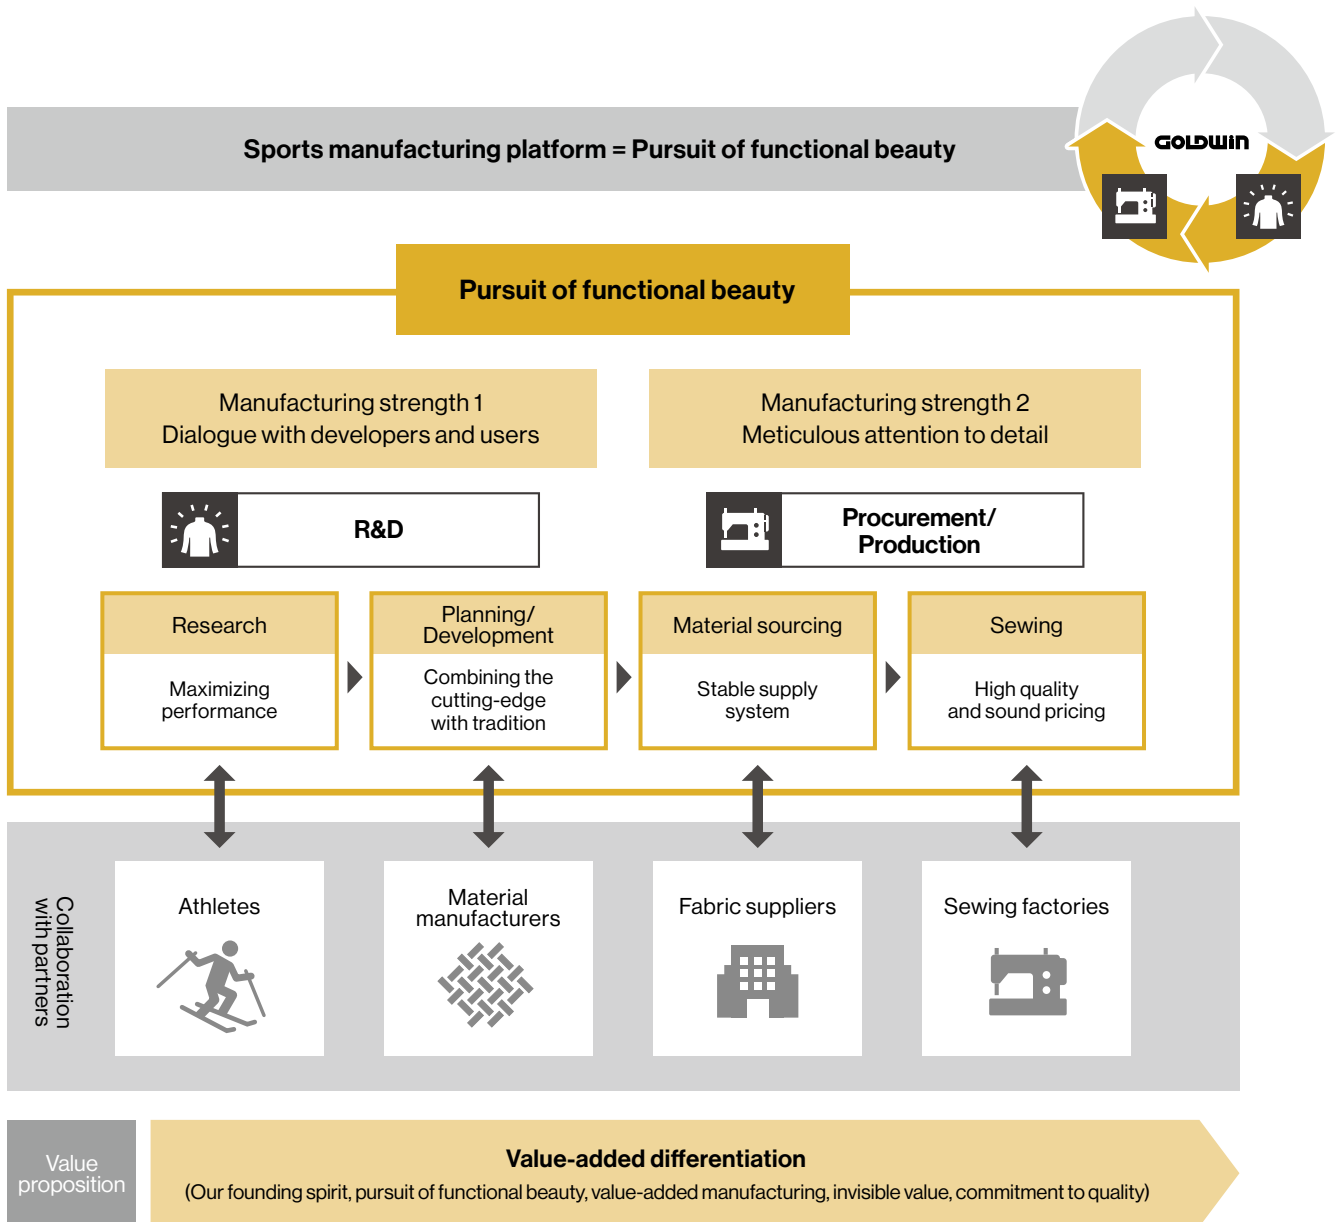 Sports manufacturing platform = Pursuit of functional beauty
GOLDWIN
Pursuit of functional beauty
Manufacturing strength 1
Dialogue with developers and users
Manufacturing strength 2
Meticulous attention to detail
R&D
Procurement/
Production
Research
Maximizing
performance
Planning/
Development
Combining the
cutting-edge
with tradition
Material sourcing
Stable supply
system
Sewing
High quality
and sound pricing
Collaboration
with partners
Athletes
Material
manufacturers
Fabric suppliers
Sewing factories
Value
proposition
Value-added differentiation
(Our founding spirit, pursuit of functional beauty, value-added manufacturing, invisible value, commitment to quality)